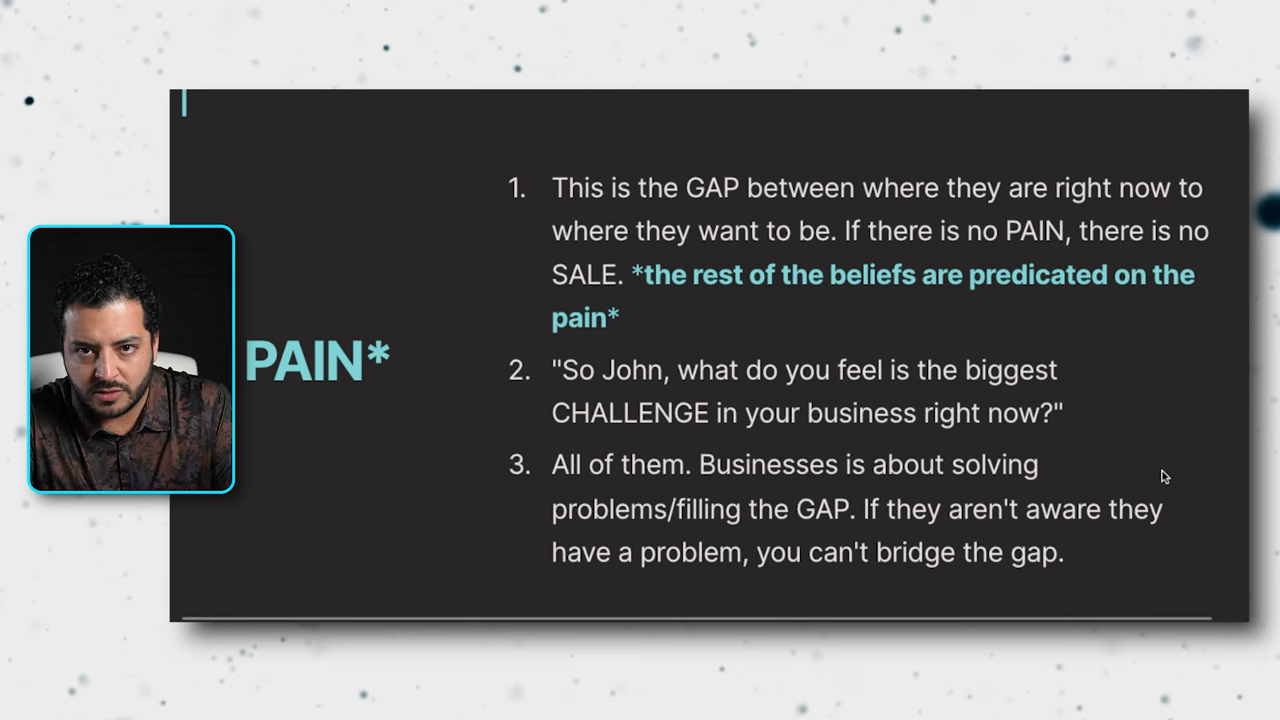 PAIN*
1. This is the GAP between where they are right now to
where they want to be. If there is no PAIN, there is no
SALE. *the rest of the beliefs are predicated on the
pain*
2. "So John, what do you feel is the biggest
CHALLENGE in your business right now?"
3. All of them. Businesses is about solving
problems/filling the GAP. If they aren't aware they
have a problem, you can't bridge the gap.